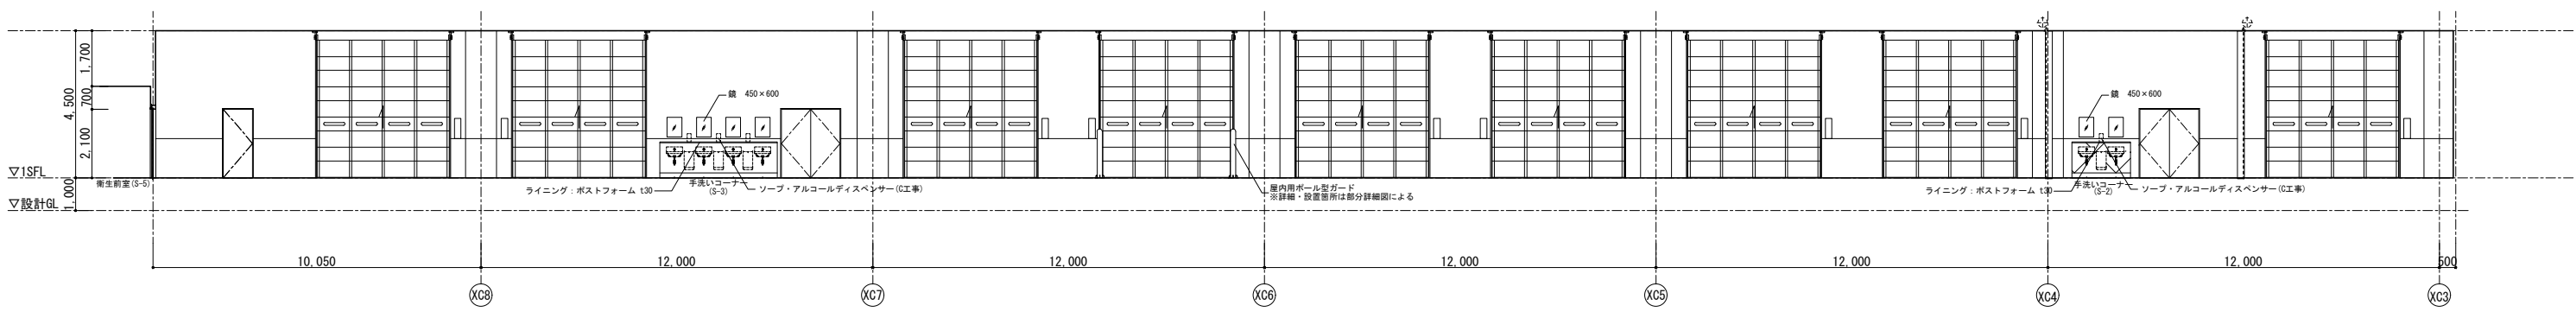 1,700
700
4,500
2,100
1,000
▽1SFL
▽設計GL
衛生前室(S-5)
鏡 450×600
ライニング:ポストフォーム t30
手洗いコーナー
(S-3)
ソープ・アルコールディスペンサー(C工事)
屋内用ポール型ガード
※詳細・設置箇所は部分詳細図による
鏡 450×600
ライニング:ポストフォーム t30
手洗いコーナー
(S-2)
ソープ・アルコールディスペンサー(C工事)
10,050
12,000
12,000
12,000
12,000
12,000
500
XC8
XC7
XC6
XC5
XC4
XC3